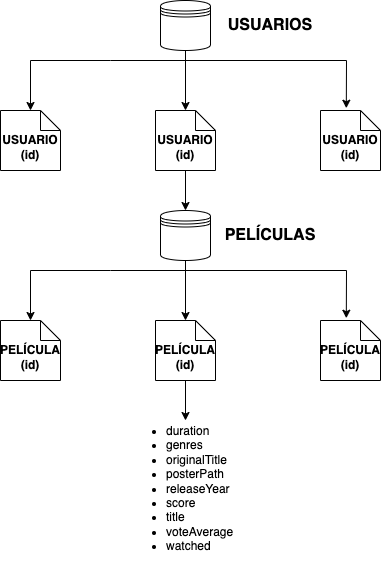 USUARIOS
USUARIO
(id)
USUARIO
(id)
USUARIO
(id)
PELÍCULAS
PELÍCULA
(id)
PELÍCULA
(id)
PELÍCULA
(id)
• duration
• genres
• originalTitle
• posterPath
• releaseYear
• score
• title
• voteAverage
• watched